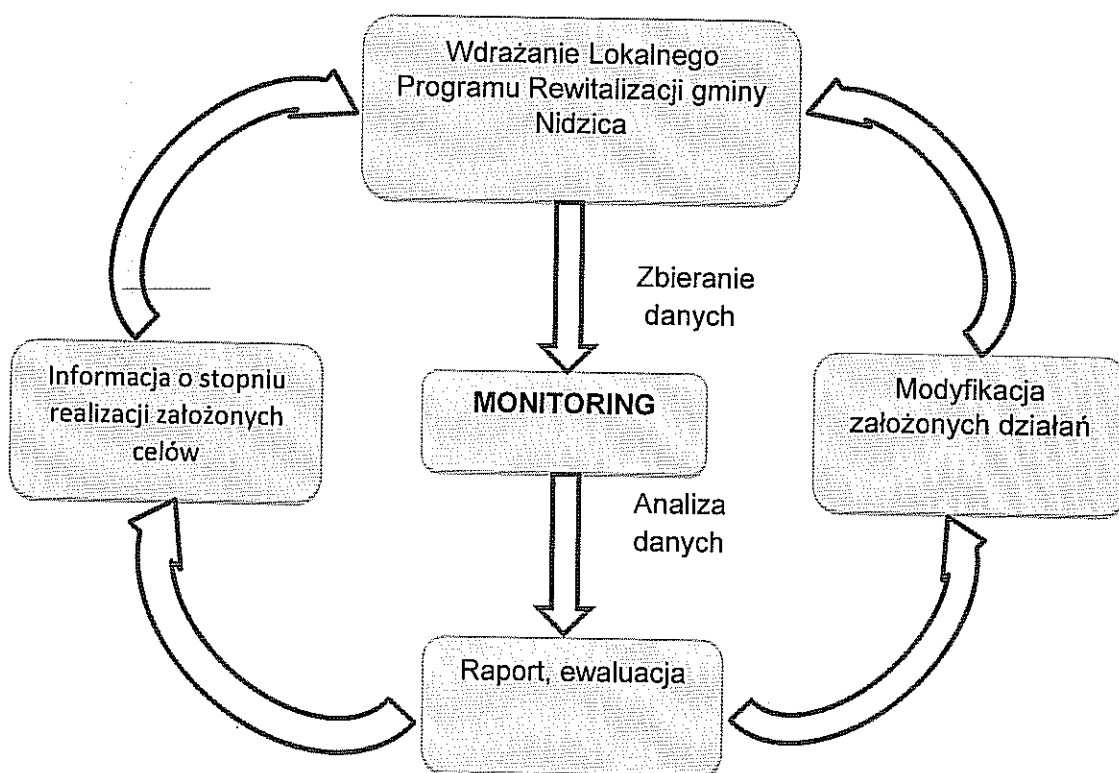 Wdrażanie Lokalnego
Programu Rewitalizacji gminy
Nidzica
Zbieranie
danych
Informacja o stopniu
realizacji założonych
celów
MONITORING
Modyfikacja
założonych działań
Analiza
danych
Raport, ewaluacja